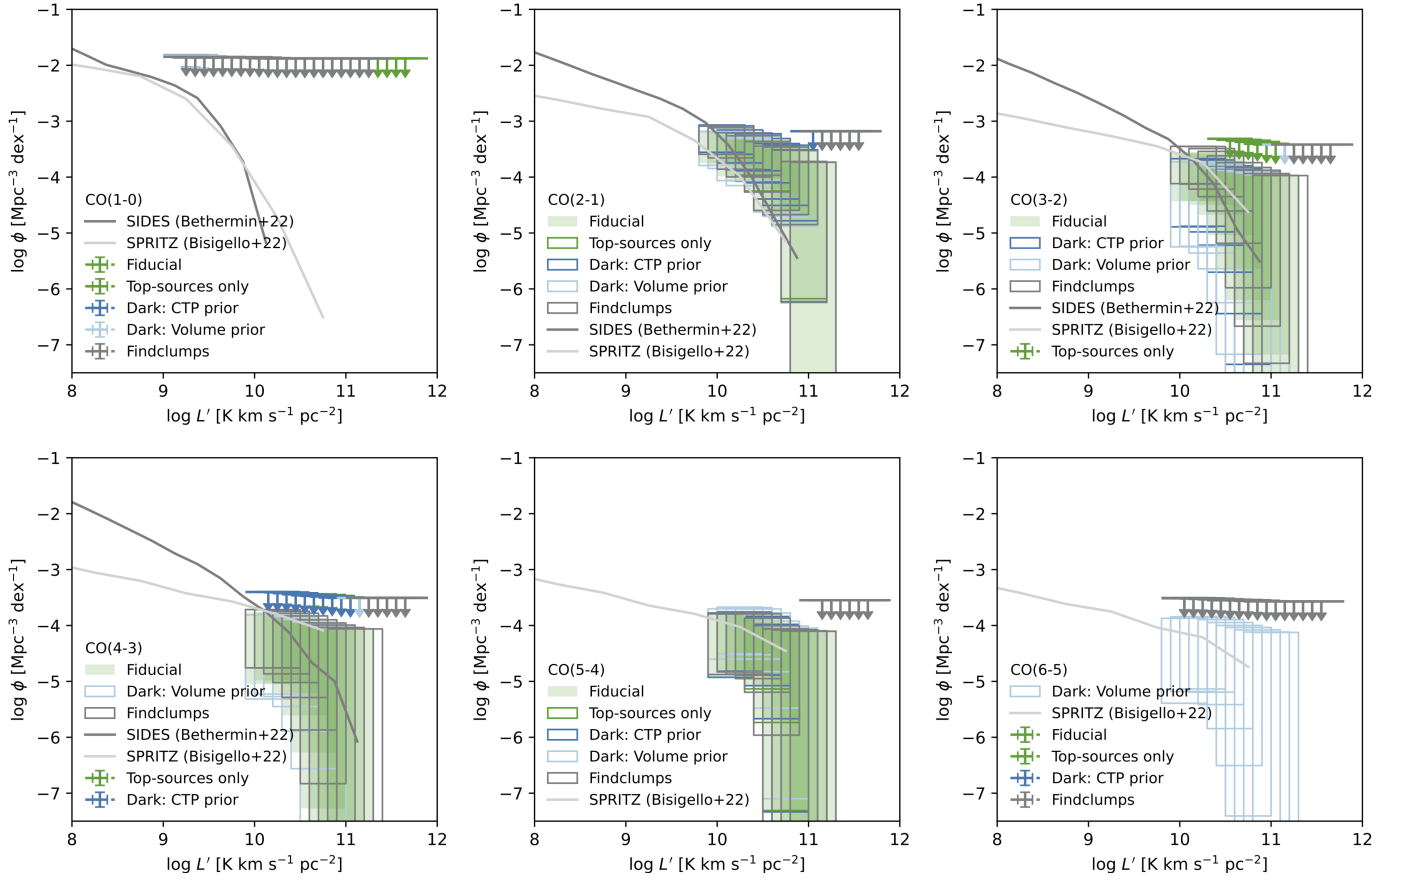 −1
−2
−3
−4
−5
−6
−7
log ϕ [Mpc⁻³ dex⁻¹]
CO(1-0)
SIDES (Bethermin+22)
SPRITZ (Bisigello+22)
Fiducial
Top-sources only
Dark: CTP prior
Dark: Volume prior
Findclumps
8 9 10 11 12
log L′ [K km s⁻¹ pc⁻²]
−1
−2
−3
−4
−5
−6
−7
log ϕ [Mpc⁻³ dex⁻¹]
CO(2-1)
Fiducial
Top-sources only
Dark: CTP prior
Dark: Volume prior
Findclumps
SIDES (Bethermin+22)
SPRITZ (Bisigello+22)
8 9 10 11 12
log L′ [K km s⁻¹ pc⁻²]
−1
−2
−3
−4
−5
−6
−7
log ϕ [Mpc⁻³ dex⁻¹]
CO(3-2)
Fiducial
Dark: CTP prior
Dark: Volume prior
Findclumps
SIDES (Bethermin+22)
SPRITZ (Bisigello+22)
Top-sources only
8 9 10 11 12
log L′ [K km s⁻¹ pc⁻²]
−1
−2
−3
−4
−5
−6
−7
log ϕ [Mpc⁻³ dex⁻¹]
CO(4-3)
Fiducial
Dark: Volume prior
Findclumps
SIDES (Bethermin+22)
SPRITZ (Bisigello+22)
Top-sources only
Dark: CTP prior
8 9 10 11 12
log L′ [K km s⁻¹ pc⁻²]
−1
−2
−3
−4
−5
−6
−7
log ϕ [Mpc⁻³ dex⁻¹]
CO(5-4)
Fiducial
Top-sources only
Dark: CTP prior
Dark: Volume prior
Findclumps
SPRITZ (Bisigello+22)
8 9 10 11 12
log L′ [K km s⁻¹ pc⁻²]
−1
−2
−3
−4
−5
−6
−7
log ϕ [Mpc⁻³ dex⁻¹]
CO(6-5)
Dark: Volume prior
SPRITZ (Bisigello+22)
Fiducial
Top-sources only
Dark: CTP prior
Findclumps
8 9 10 11 12
log L′ [K km s⁻¹ pc⁻²]